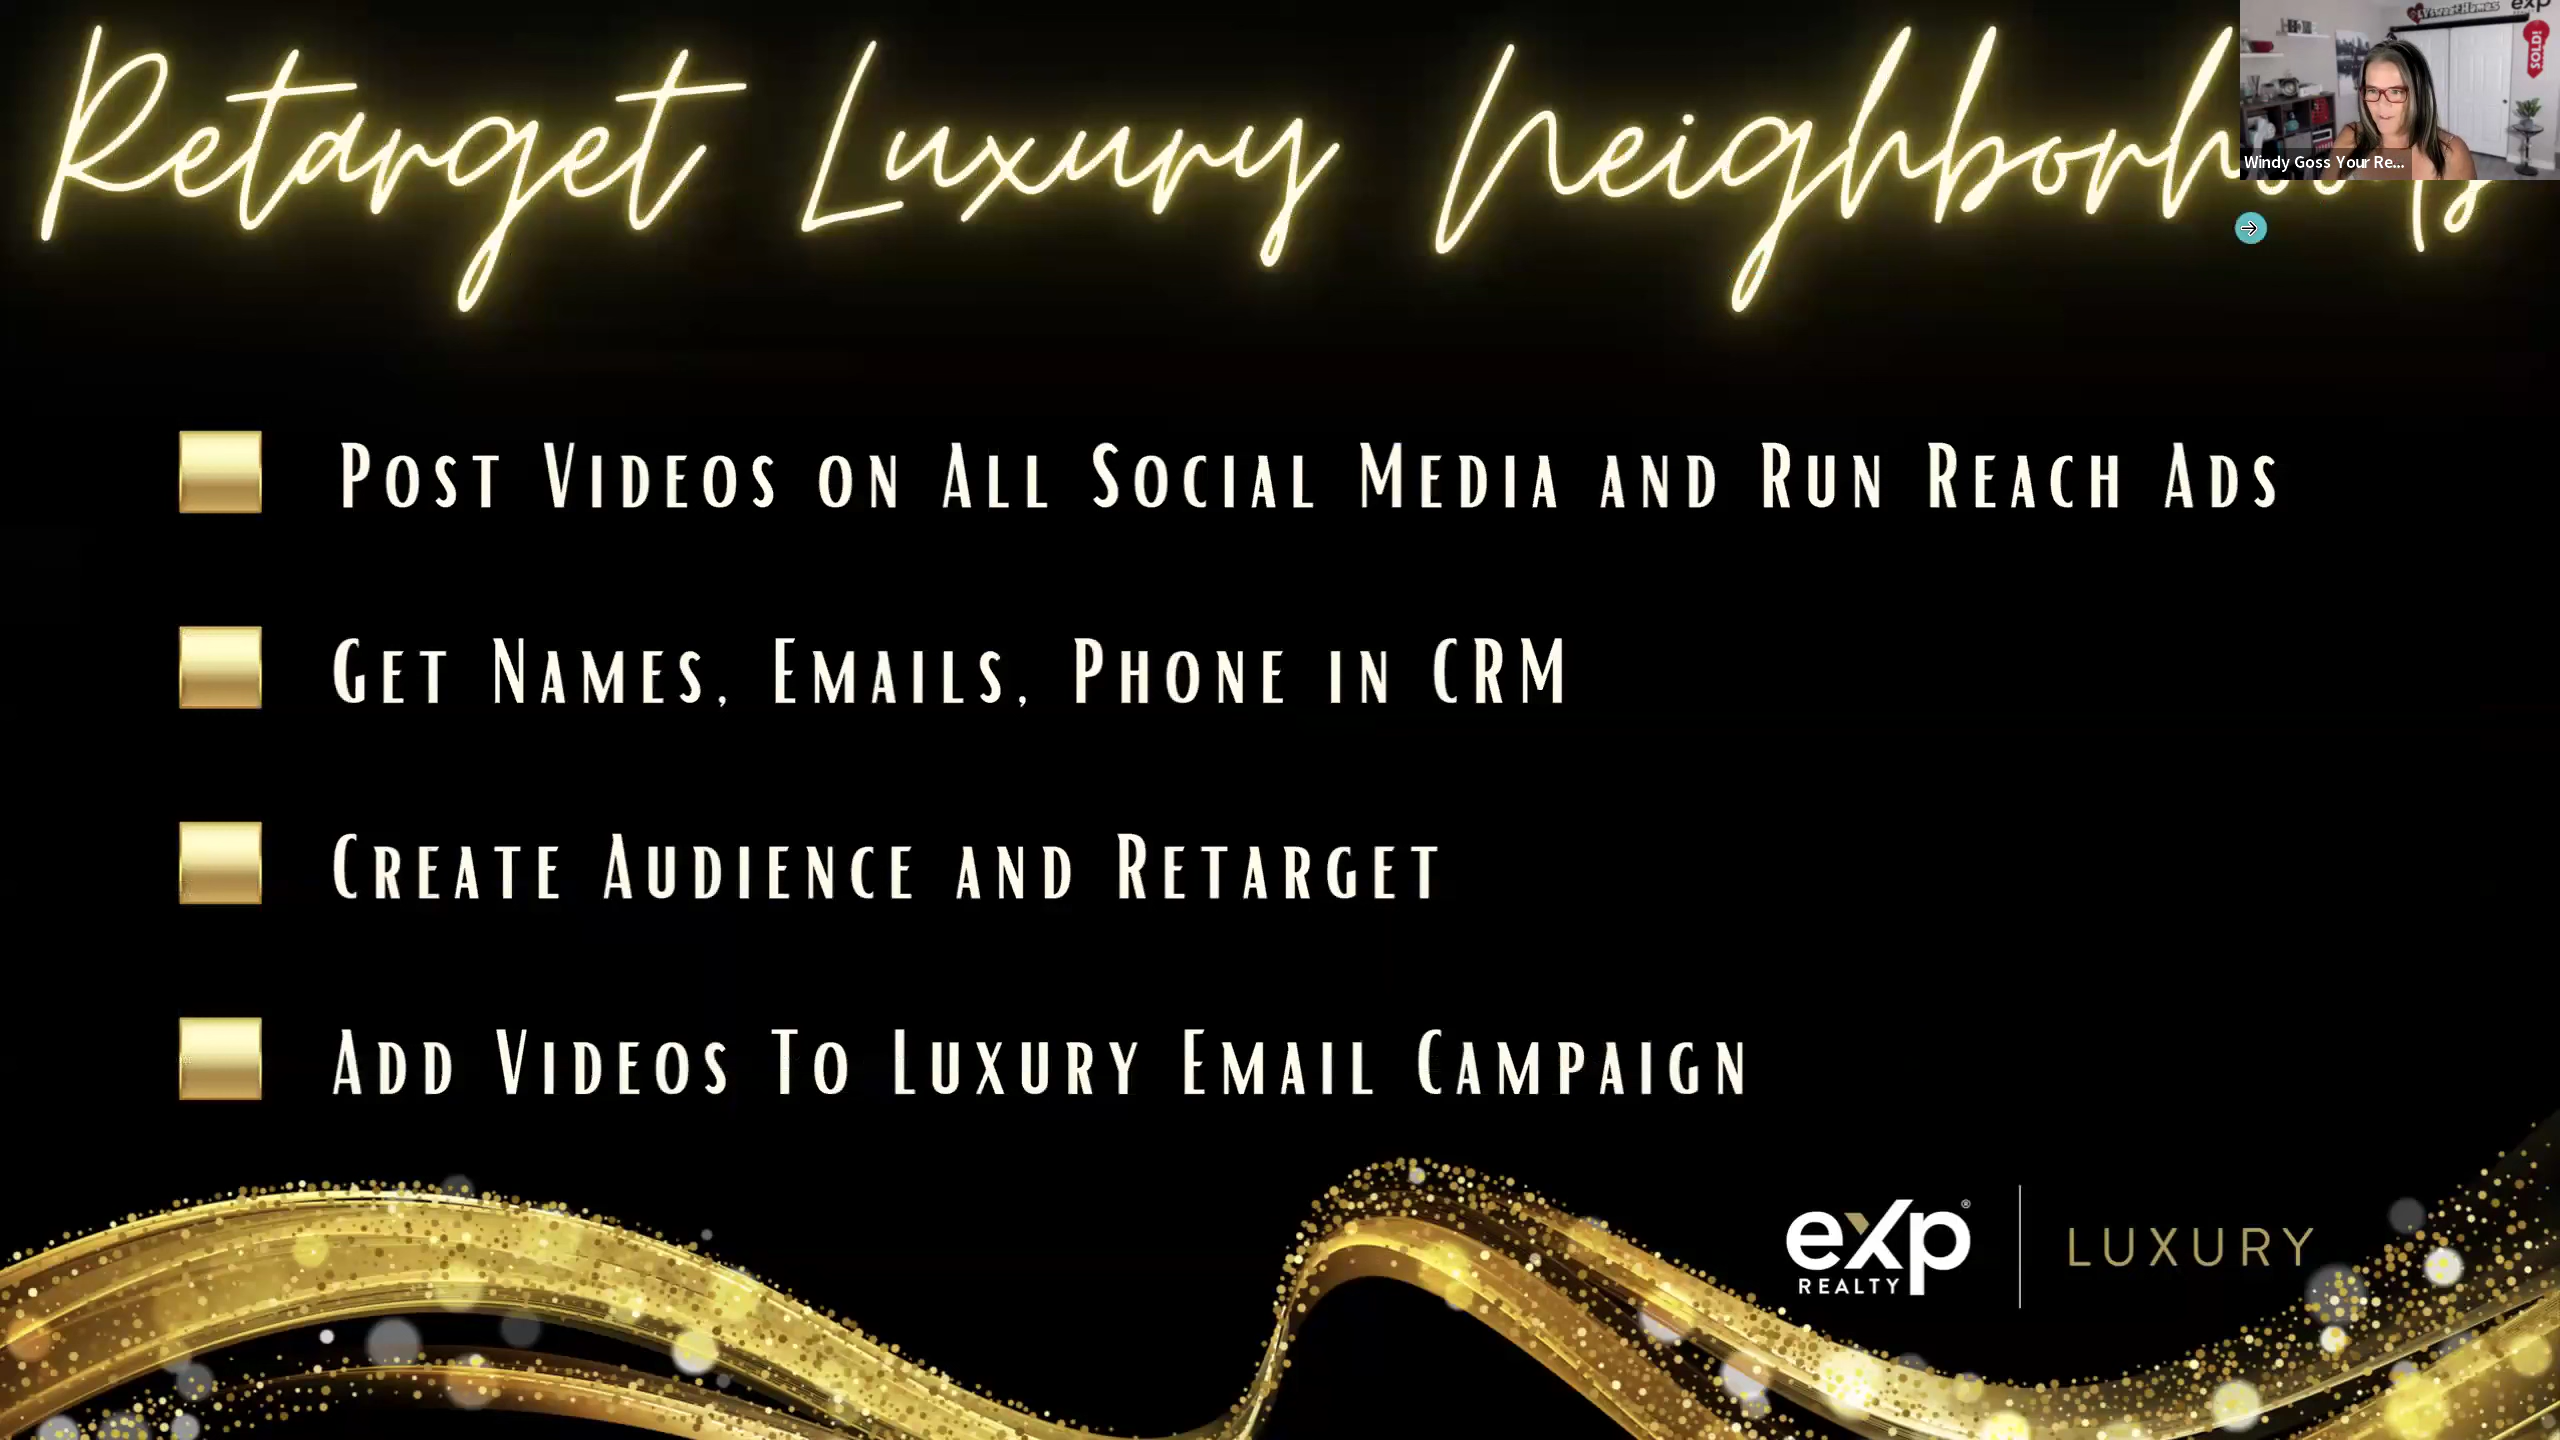 Retarget Luxury Neighborhoods
exp
SOLD!
Windy Goss Your Re...
Post Videos on All Social Media and Run Reach Ads
Get Names, Emails, Phone in CRM
Create Audience and Retarget
Add Videos To Luxury Email Campaign
eXp®
REALTY
LUXURY